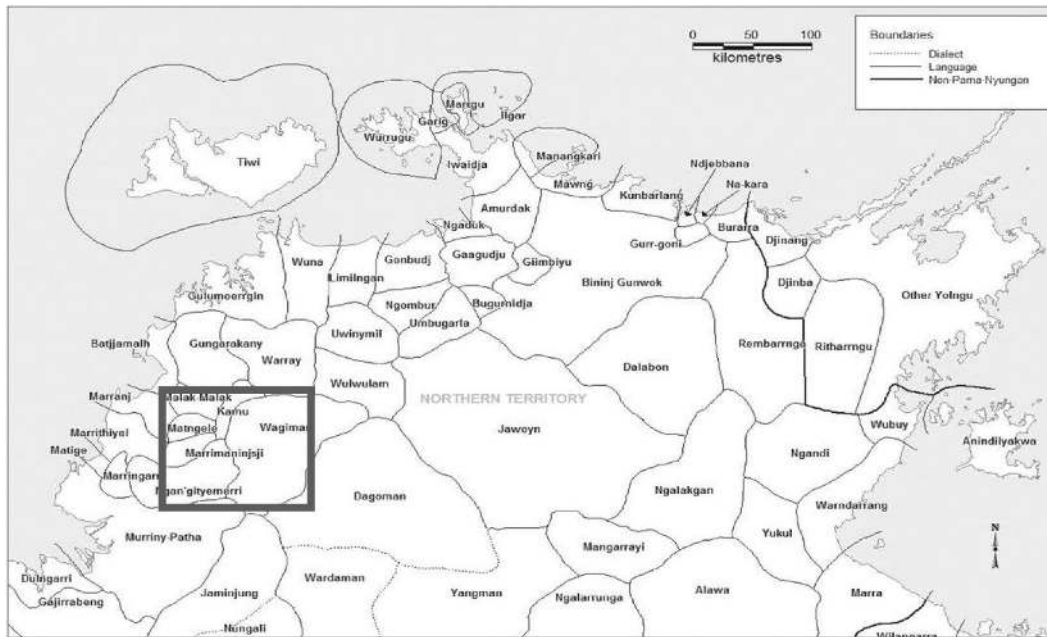 Boundaries
Dialect
Language
Non-Pama-Nyungan
0 50 100
kilometres
Margu
Garig
Ilgar
Wurrugu
Tiwi
Iwaidja
Manangkari
Ndjebbana
Na-kara
Mawng
Kunbarlang
Amurdak
Ngaduk
Burarra
Djinang
Gurr-goni
Wuna
Gonbudj
Gaagudju
Giimbiyu
Limilngan
Bininj Gunwok
Djinba
Other Yolngu
Gulumoerrgin
Ngombur
Bugurnidja
Umbugarla
Uwinymil
Batjjamalh
Gungarakany
Warray
Dalabon
Rembarrnga
Ritharrngu
Wulwulam
Marranj
Malak-Malak
NORTHERN TERRITORY
Jawoyn
Kamu
Matngele
Wagiman
Wubuy
Anindilyakwa
Marrithiyel
Matige
Marrimaninjsji
Ngandi
Marringarr
Ngan'gityemerri
Dagoman
Ngalakgan
Warndarrang
Yukul
N
Murriny-Patha
Mangarrayi
Wardaman
Jaminjung
Yangman
Ngalarrunga
Alawa
Marra
Gajirrabeng
Nungali